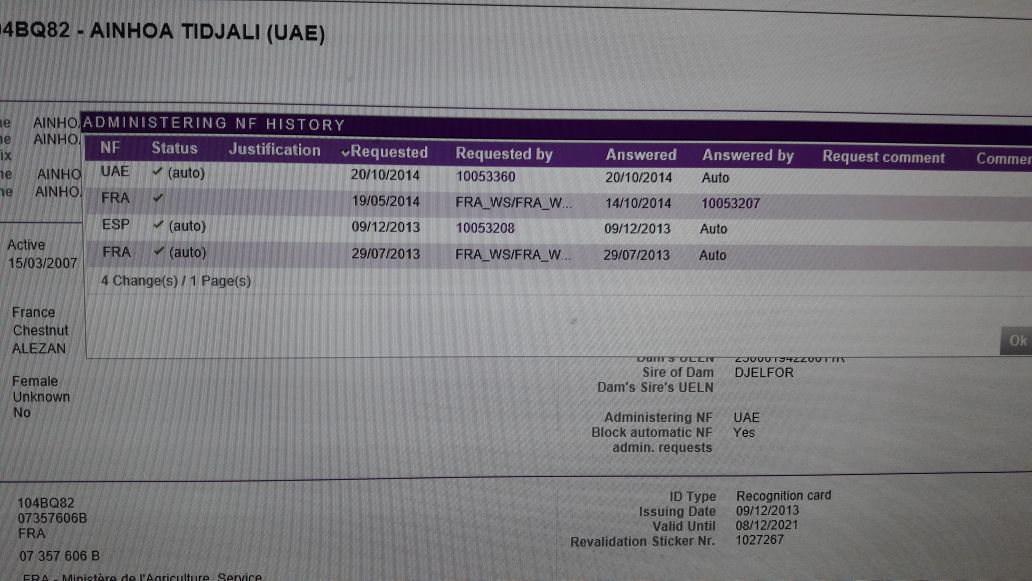 04BQ82 - AINHOA TIDJALI (UAE)
ne AINHO
ne AINHO
ix
ne AINHO
ne AINHO
ADMINISTERING NF HISTORY
NF Status Justification Requested Requested by Answered Answered by Request comment Commen
UAE ✔ (auto) 20/10/2014 10053360 20/10/2014 Auto
FRA ✔ 19/05/2014 FRA_WS/FRA_W... 14/10/2014 10053207
ESP ✔ (auto) 09/12/2013 10053208 09/12/2013 Auto
FRA ✔ (auto) 29/07/2013 FRA_WS/FRA_W... 29/07/2013 Auto
4 Change(s) / 1 Page(s)
Ok
Active
15/03/2007
France
Chestnut
ALEZAN
Female
Unknown
No
Dam's UELN
Sire of Dam DJELFOR
Dam's Sire's UELN
Administering NF UAE
Block automatic NF Yes
admin. requests
104BQ82
07357606B
FRA
07 357 606 B
FRA - Ministère de l'Agriculture, Service
ID Type Recognition card
Issuing Date 09/12/2013
Valid Until 08/12/2021
Revalidation Sticker Nr. 1027267